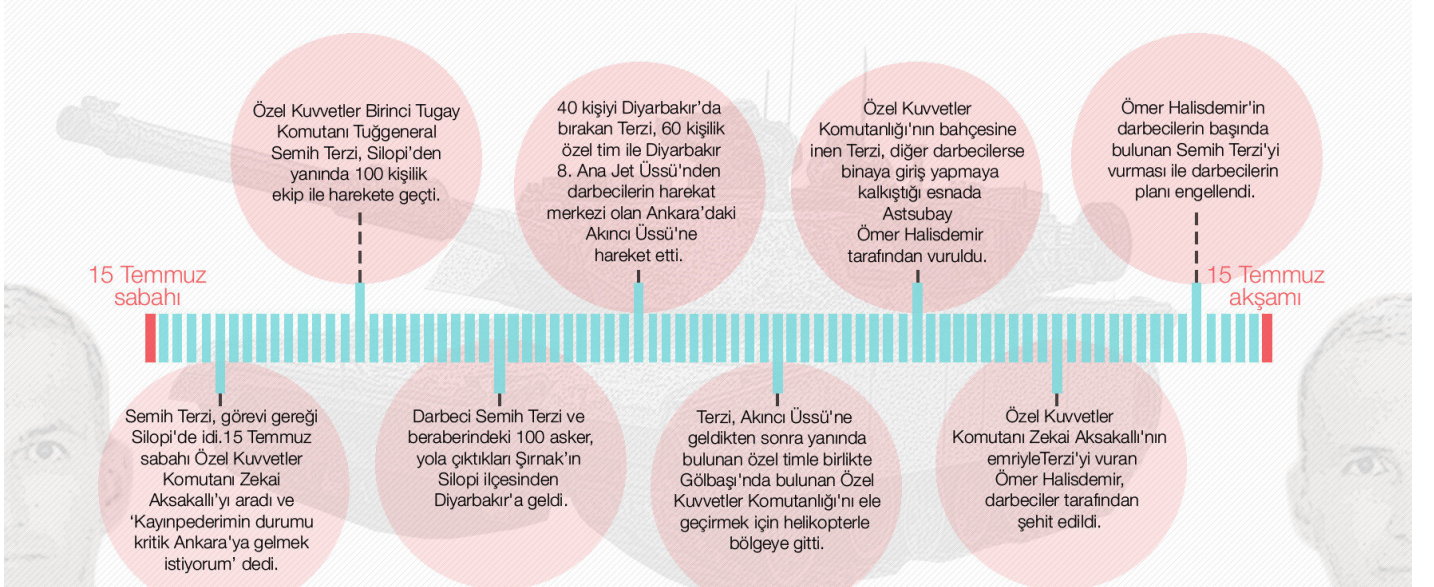 15 Temmuz
sabahı
Semih Terzi, görevi gereği
Silopi'de idi.15 Temmuz
sabahı Özel Kuvvetler
Komutanı Zekai
Aksakallı'yı aradı ve
‘Kayınpederimin durumu
kritik Ankara'ya gelmek
istiyorum’ dedi.
Özel Kuvvetler Birinci Tugay
Komutanı Tuğgeneral
Semih Terzi, Silopi’den
yanında 100 kişilik
ekip ile harekete geçti.
Darbeci Semih Terzi ve
beraberindeki 100 asker,
yola çıktıkları Şırnak’ın
Silopi ilçesinden
Diyarbakır'a geldi.
40 kişiyi Diyarbakır’da
bırakan Terzi, 60 kişilik
özel tim ile Diyarbakır
8. Ana Jet Üssü'nden
darbecilerin harekat
merkezi olan Ankara’daki
Akıncı Üssü'ne
hareket etti.
Terzi, Akıncı Üssü'ne
geldikten sonra yanında
bulunan özel timle birlikte
Gölbaşı'nda bulunan Özel
Kuvvetler Komutanlığı'nı ele
geçirmek için helikopterle
bölgeye gitti.
Özel Kuvvetler
Komutanlığı'nın bahçesine
inen Terzi, diğer darbecilerse
binaya giriş yapmaya
kalkıştığı esnada
Astsubay
Ömer Halisdemir
tarafından vuruldu.
Özel Kuvvetler
Komutanı Zekai Aksakallı'nın
emriyleTerzi'yi vuran
Ömer Halisdemir,
darbeciler tarafından
şehit edildi.
Ömer Halisdemir'in
darbecilerin başında
bulunan Semih Terzi'yi
vurması ile darbecilerin
planı engellendi.
15 Temmuz
akşamı